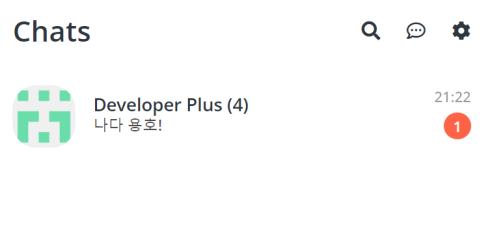 Chats
Developer Plus (4)
21:22
나다 용호!
1